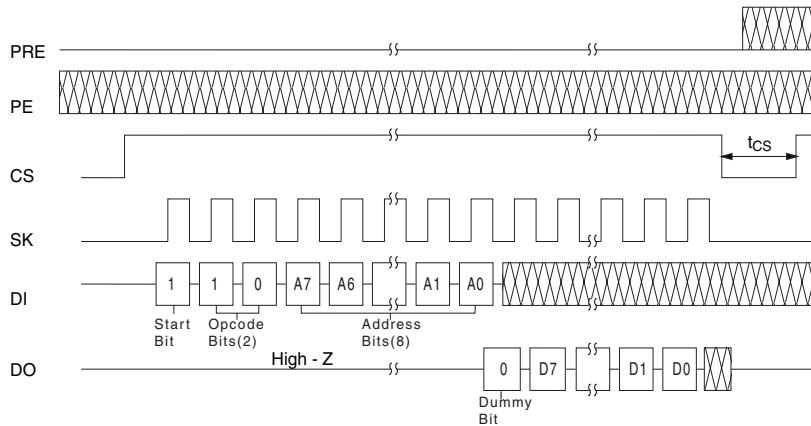 PRE
PE
tCS
CS
SK
DI
1 1 0 A7 A6 A1 A0
Start Bit
Opcode Bits(2)
Address Bits(8)
High - Z
DO
0 D7 D1 D0
Dummy Bit